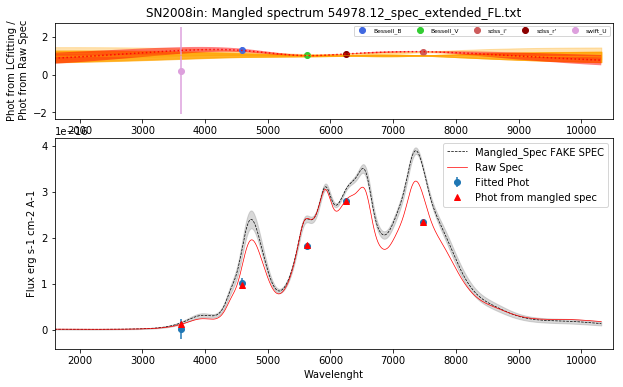 SN2008in: Mangled spectrum 54978.12_spec_extended_FL.txt
Phot from LCfitting /
Phot from Raw Spec
2
0
−2
Bessell_B
Bessell_V
sdss_i'
sdss_r'
swift_U
2000 3000 4000 5000 6000 7000 8000 9000 10000
1e−16
Flux erg s-1 cm-2 A-1
4
3
2
1
0
Mangled_Spec FAKE SPEC
Raw Spec
Fitted Phot
Phot from mangled spec
2000 3000 4000 5000 6000 7000 8000 9000 10000
Wavelenght